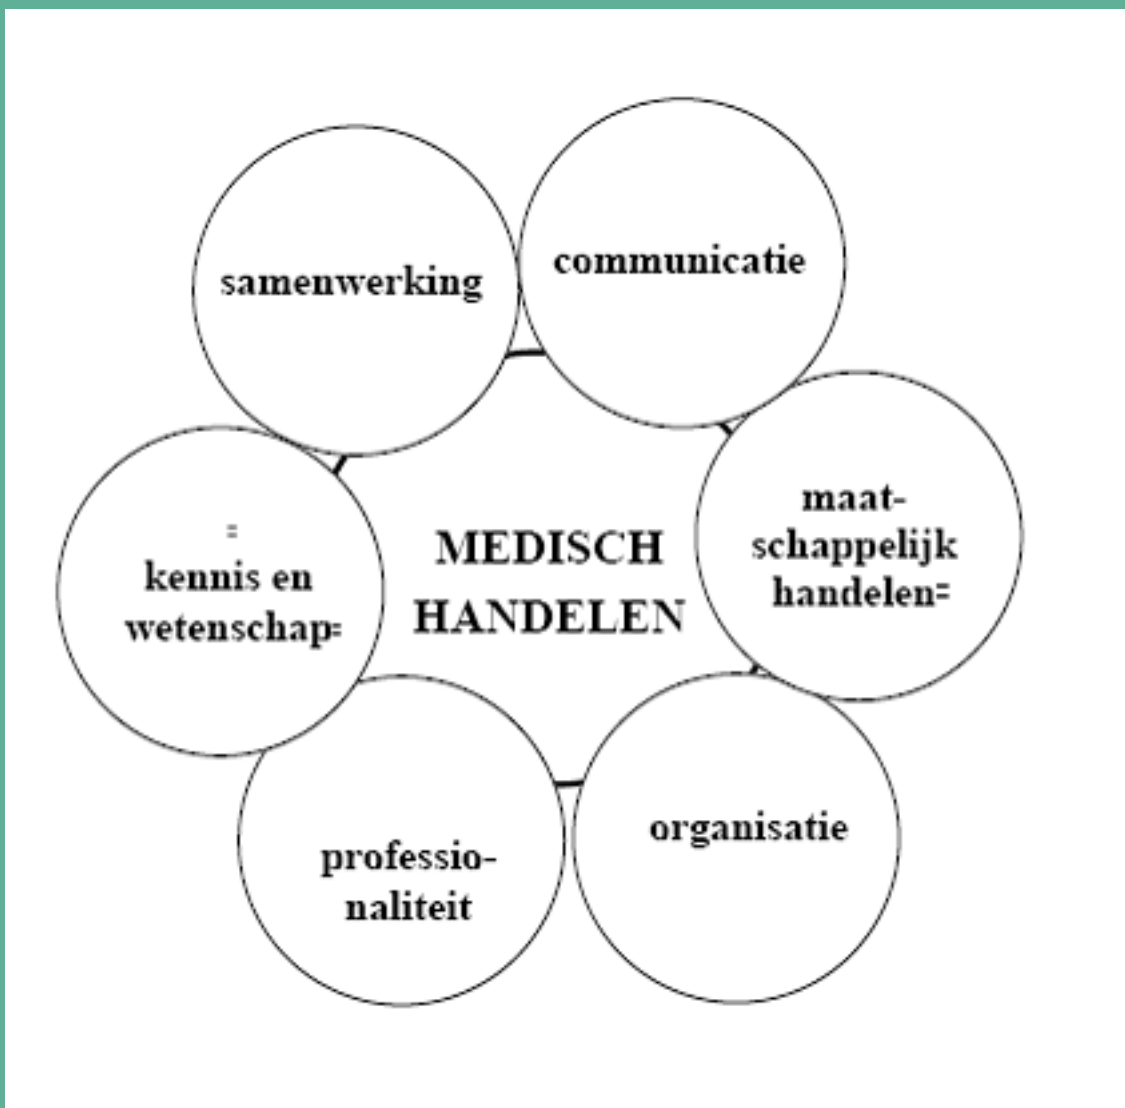 samenwerking
communicatie
maat-
schappelijk
handelen=
=
kennis en
wetenschap=
MEDISCH
HANDELEN
professio-
naliteit
organisatie